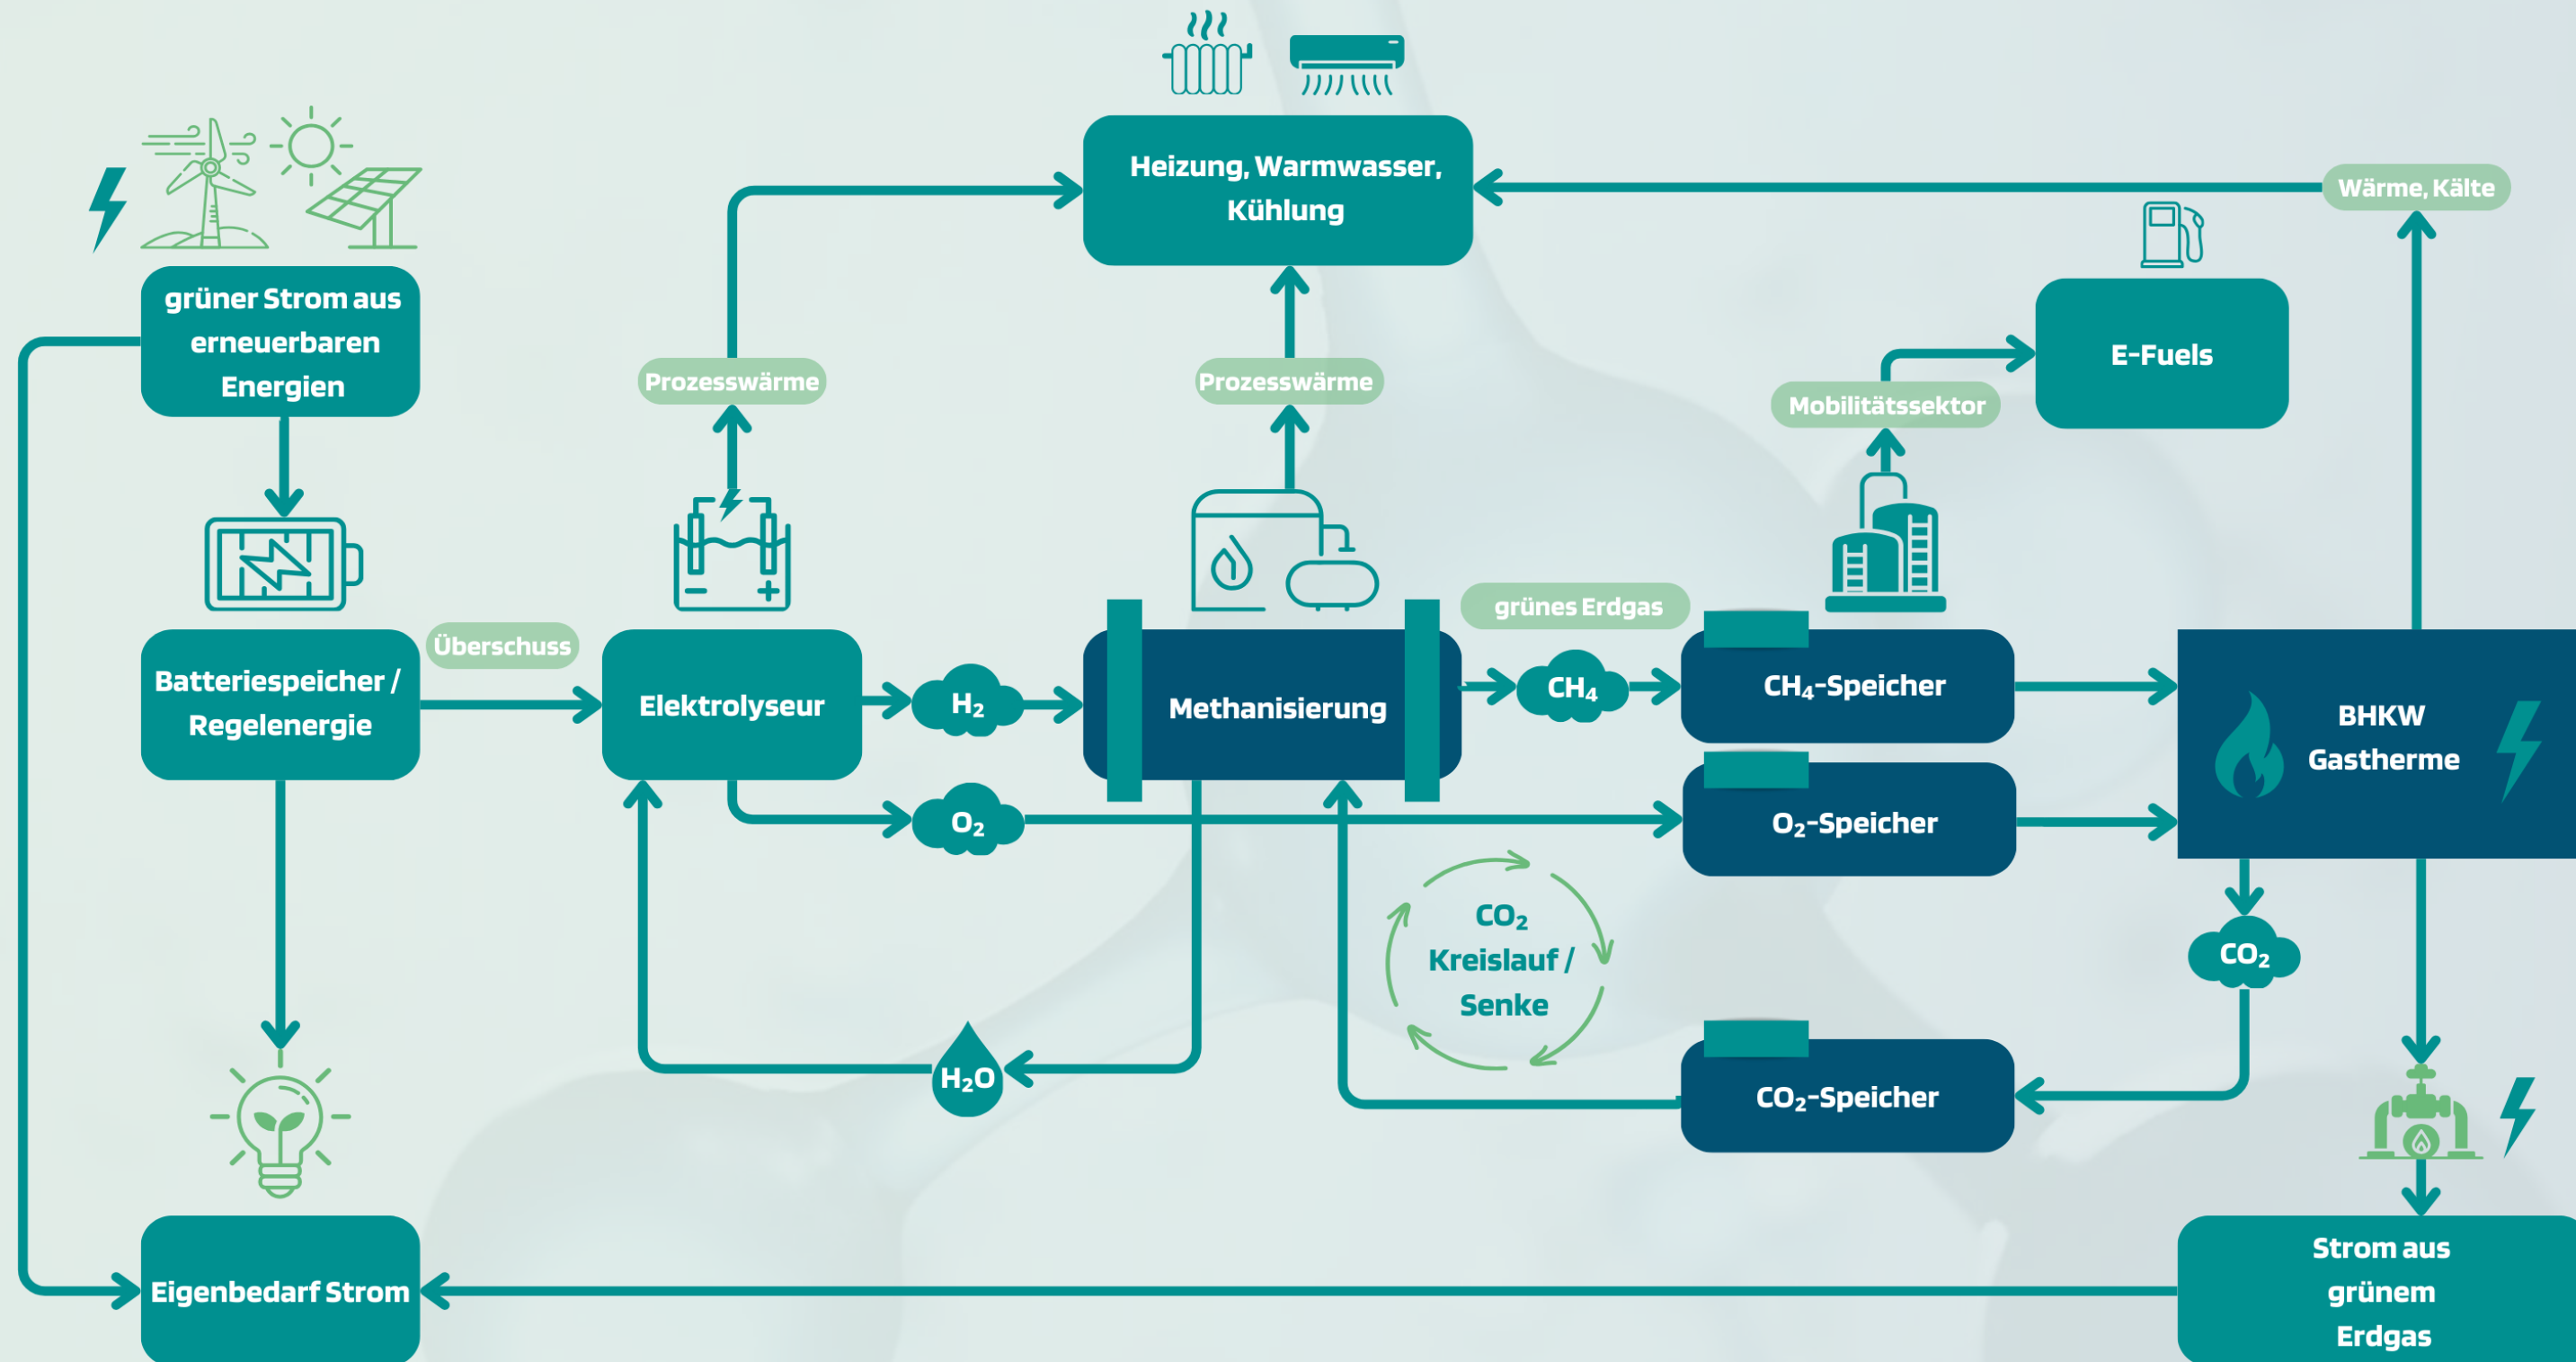 Heizung, Warmwasser,
Kühlung
Wärme, Kälte
grüner Strom aus
erneuerbaren
Energien
E-Fuels
Prozesswärme
Prozesswärme
Mobilitätssektor
grünes Erdgas
Überschuss
Batteriespeicher /
Regelenergie
Elektrolyseur
H₂
Methanisierung
CH₄
CH₄-Speicher
BHKW
Gastherme
O₂
O₂-Speicher
CO₂
Kreislauf /
Senke
CO₂
H₂O
CO₂-Speicher
Eigenbedarf Strom
Strom aus
grünem
Erdgas
- +